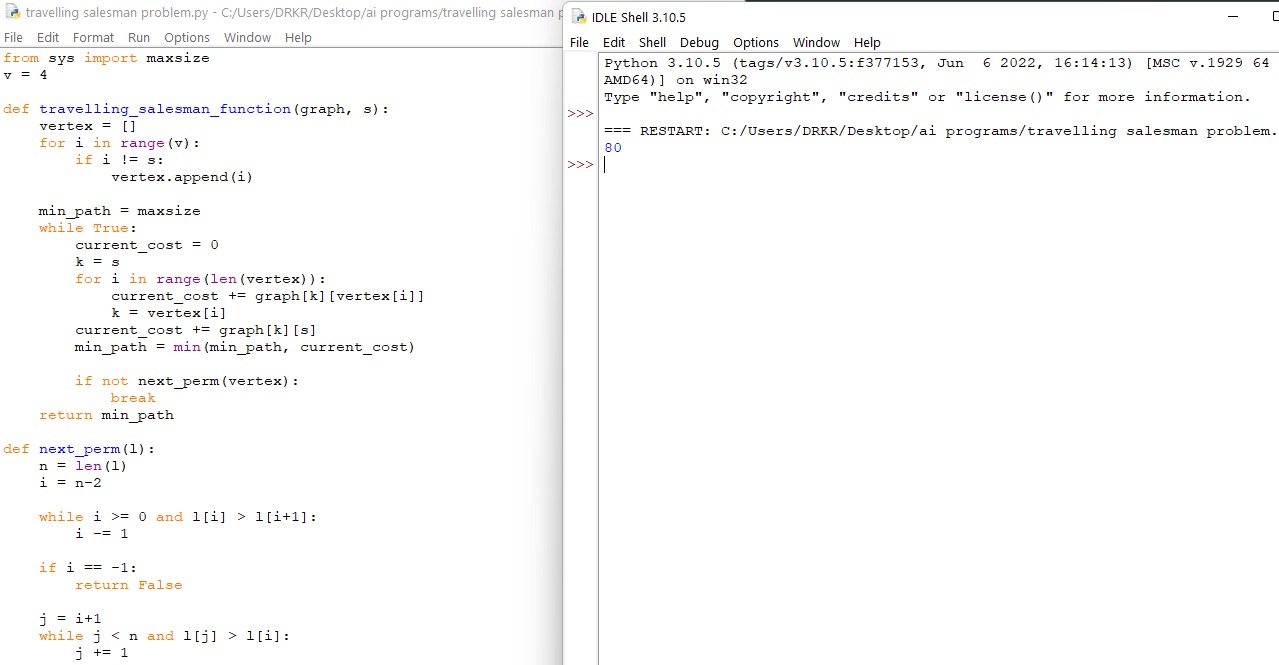 travelling salesman problem.py - C:/Users/DRKR/Desktop/ai programs/travelling salesman
File Edit Format Run Options Window Help
from sys import maxsize
v = 4
def travelling_salesman_function(graph, s):
    vertex = []
    for i in range(v):
        if i != s:
            vertex.append(i)
    min_path = maxsize
    while True:
        current_cost = 0
        k = s
        for i in range(len(vertex)):
            current_cost += graph[k][vertex[i]]
            k = vertex[i]
        current_cost += graph[k][s]
        min_path = min(min_path, current_cost)
        if not next_perm(vertex):
            break
    return min_path
def next_perm(l):
    n = len(l)
    i = n-2
    while i >= 0 and l[i] > l[i+1]:
        i -= 1
    if i == -1:
        return False
    j = i+1
    while j < n and l[j] > l[i]:
        j += 1
IDLE Shell 3.10.5
File Edit Shell Debug Options Window Help
Python 3.10.5 (tags/v3.10.5:f377153, Jun  6 2022, 16:14:13) [MSC v.1929 64
AMD64)] on win32
Type "help", "copyright", "credits" or "license()" for more information.
>>>
=== RESTART: C:/Users/DRKR/Desktop/ai programs/travelling salesman problem.
80
>>>